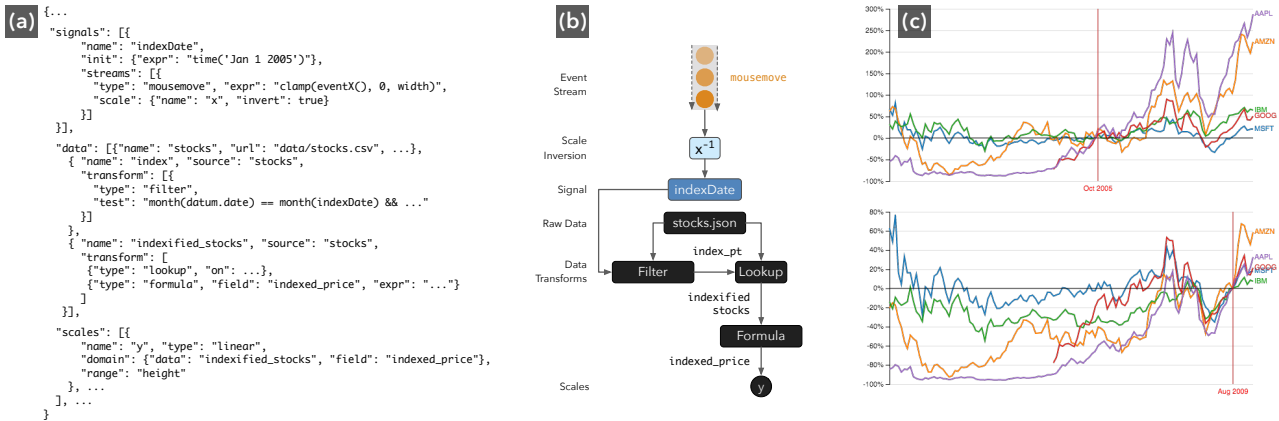 (a)
{...
"signals": [{
"name": "indexDate",
"init": {"expr": "time('Jan 1 2005')"},
"streams": [{
"type": "mousemove", "expr": "clamp(eventX(), 0, width)",
"scale": {"name": "x", "invert": true}
}]
}],
"data": [{"name": "stocks", "url": "data/stocks.csv", ...},
{ "name": "index", "source": "stocks",
"transform": [{
"type": "filter",
"test": "month(datum.date) == month(indexDate) && ..."
}]
},
{ "name": "indexified_stocks", "source": "stocks",
"transform": [
{"type": "lookup", "on": ...},
{"type": "formula", "field": "indexed_price", "expr": "..."}
]
}],
"scales": [{
"name": "y", "type": "linear",
"domain": {"data": "indexified_stocks", "field": "indexed_price"},
"range": "height"
}, ...
], ...
}
(b)
Event
Stream
mousemove
Scale
Inversion
x-1
Signal
indexDate
Raw Data
stocks.json
index_pt
Data
Transforms
Filter
Lookup
indexified
stocks
Formula
indexed_price
Scales
y
(c)
300%
250%
200%
150%
100%
50%
0%
-50%
-100%
AAPL
AMZN
IBM
GOOG
MSFT
Oct 2005
80%
60%
40%
20%
0%
-20%
-40%
-60%
-80%
-100%
AMZN
AAPL
GOOG
MSFT
IBM
Aug 2009